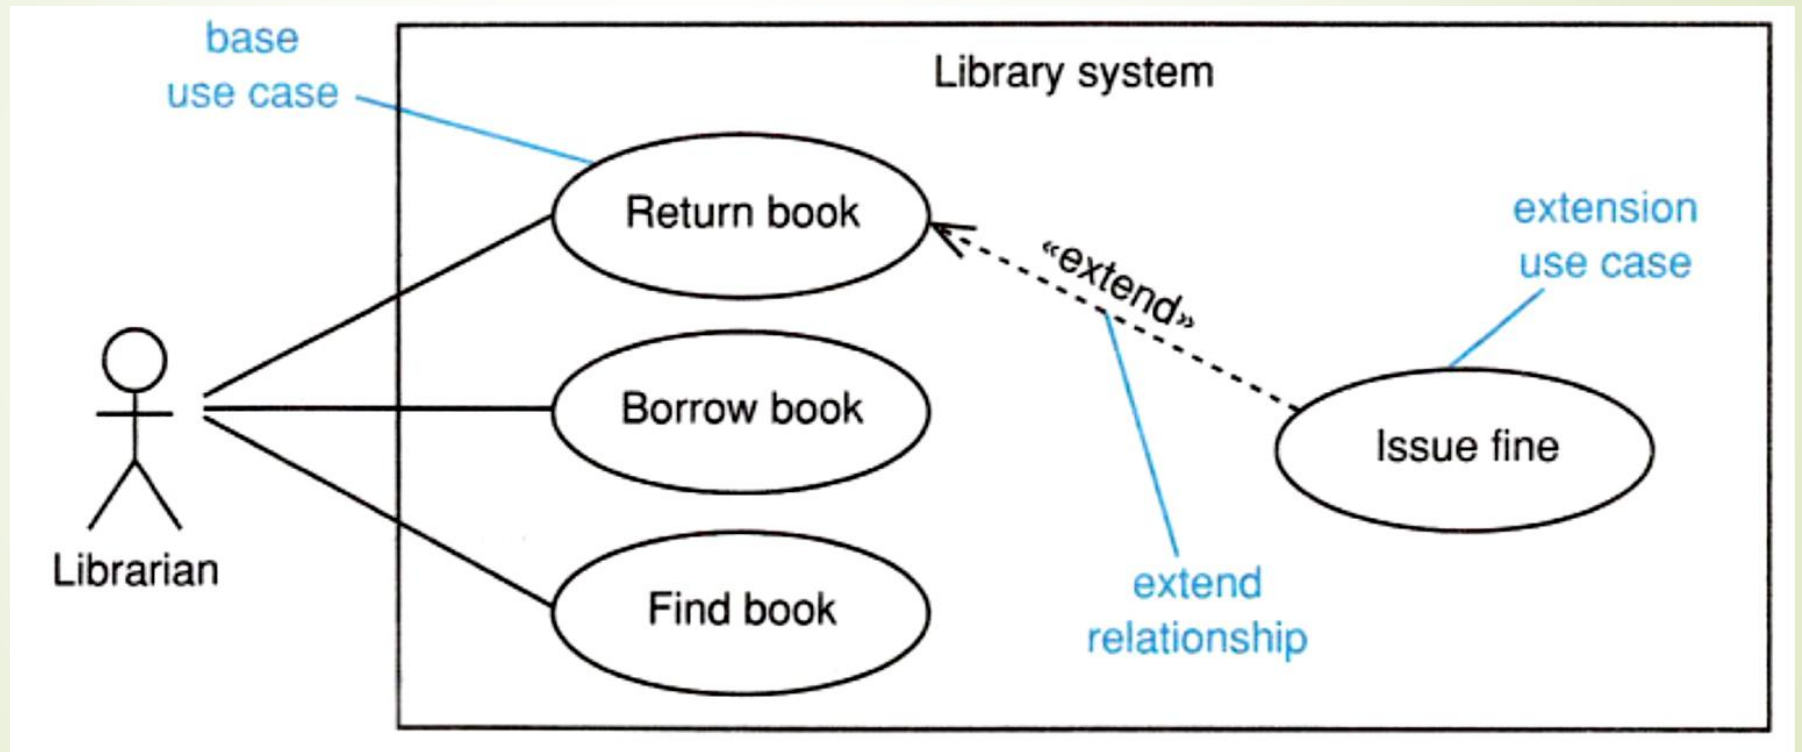 base
use case
Library system
Return book
«extend»
extension
use case
Borrow book
Issue fine
Librarian
Find book
extend
relationship